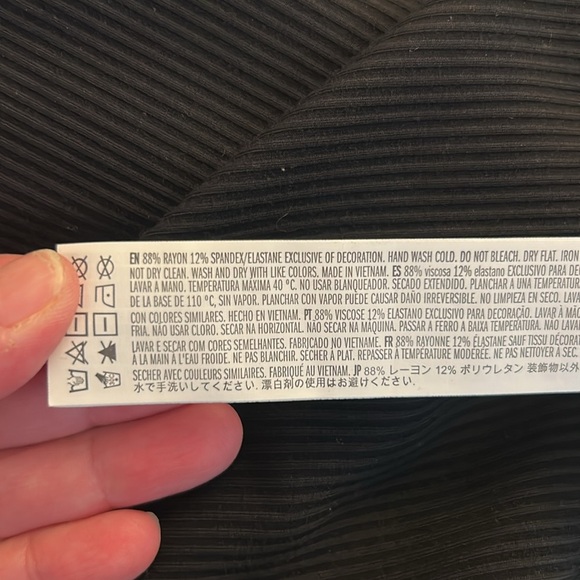 EN 88% RAYON 12% SPANDEX/ELASTANE EXCLUSIVE OF DECORATION. HAND WASH COLD. DO NOT BLEACH. DRY FLAT. IRON
NOT DRY CLEAN. WASH AND DRY WITH LIKE COLORS. MADE IN VIETNAM. ES 88% viscosa 12% elastano EXCLUSIVO PARA DE
LAVAR A MANO. TEMPERATURA MAXIMA 40 ºC. NO USAR BLANQUEADOR. SECADO EXTENDIDO. PLANCHAR A UNA TEMPERATUR
DE LA BASE DE 110 ºC, SIN VAPOR. PLANCHAR CON VAPOR PUEDE CAUSAR DAÑO IRREVERSIBLE. NO LIMPIEZA EN SECO. LAVA
CON COLORES SIMILARES. HECHO EN VIETNAM. PT 88% VISCOSE 12% ELASTANO EXCLUSIVO PARA DECORAÇÃO. LAVAR À MÃO
FRIA. NÃO USAR CLORO. SECAR NA HORIZONTAL. NÃO SECAR NA MÁQUINA. PASSAR A FERRO A BAIXA TEMPERATURA. NÃO LAVA
LAVAR E SECAR COM CORES SEMELHANTES. FABRICADO NO VIETNAME. FR 88% RAYONNE 12% ÉLASTANE SAUF TISSU DÉCORAT
À LA MAIN A L'EAU FROIDE. NE PAS BLANCHIR. SÉCHER À PLAT. REPASSER À TEMPÉRATURE MODÉRÉE. NE PAS NETTOYER À SEC.
SÉCHER AVEC COULEURS SIMILAIRES. FABRIQUÉ AU VIETNAM. JP 88% レーヨン 12% ポリウレタン 装飾物以外
水で手洗いしてください. 漂白剤の使用はお避けください.